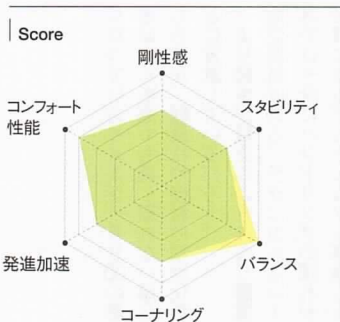 Score
剛性感
コンフォート
性能
スタビリティ
発進加速
バランス
コーナリング